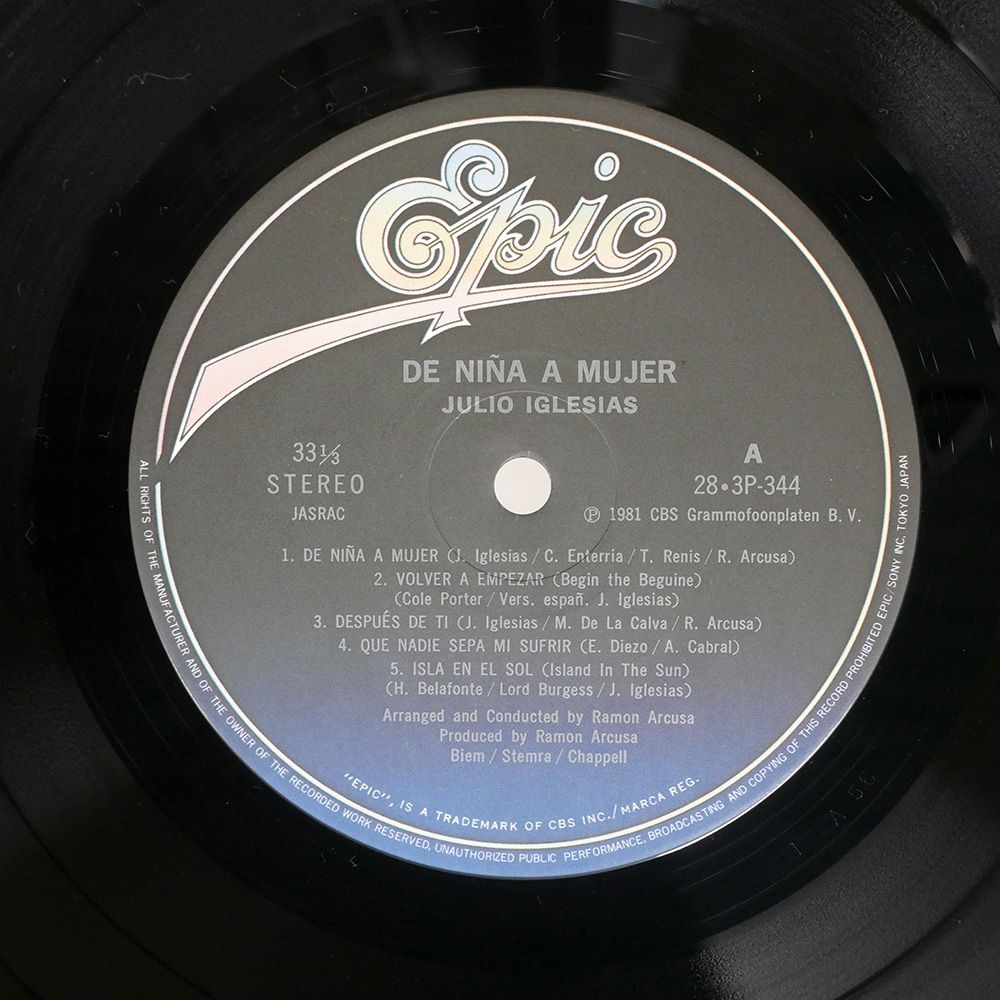 Epic
DE NIÑA A MUJER
JULIO IGLESIAS
33 1/3
STEREO
JASRAC
A
28•3P-344
Ⓟ 1981 CBS Grammofoonplaten B. V.
1. DE NIÑA A MUJER (J. Iglesias / C. Enterria / T. Renis / R. Arcusa)
2. VOLVER A EMPEZAR (Begin the Beguine)
(Cole Porter / Vers. españ. J. Iglesias)
3. DESPUÉS DE TI (J. Iglesias / M. De La Calva / R. Arcusa)
4. QUE NADIE SEPA MI SUFRIR (E. Diezo / A. Cabral)
5. ISLA EN EL SOL (Island In The Sun)
(H. Belafonte / Lord Burgess / J. Iglesias)
Arranged and Conducted by Ramon Arcusa
Produced by Ramon Arcusa
Biem / Stemra / Chappell
"EPIC", IS A TRADEMARK OF CBS INC./MARCA REG.
ALL RIGHTS OF THE MANUFACTURER AND OF THE OWNER OF THE RECORDED WORK RESERVED, UNAUTHORIZED PUBLIC PERFORMANCE, BROADCASTING AND COPYING OF THIS RECORD PROHIBITED EPIC/SONY INC. TOKYO JAPAN